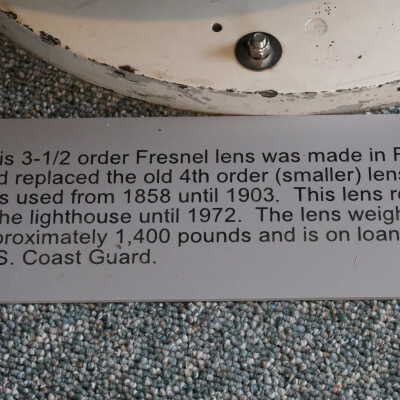 is 3-1/2 order Fresnel lens was made in F
d replaced the old 4th order (smaller) lens
s used from 1858 until 1903. This lens re
he lighthouse until 1972. The lens weigh
proximately 1,400 pounds and is on loan
S. Coast Guard.